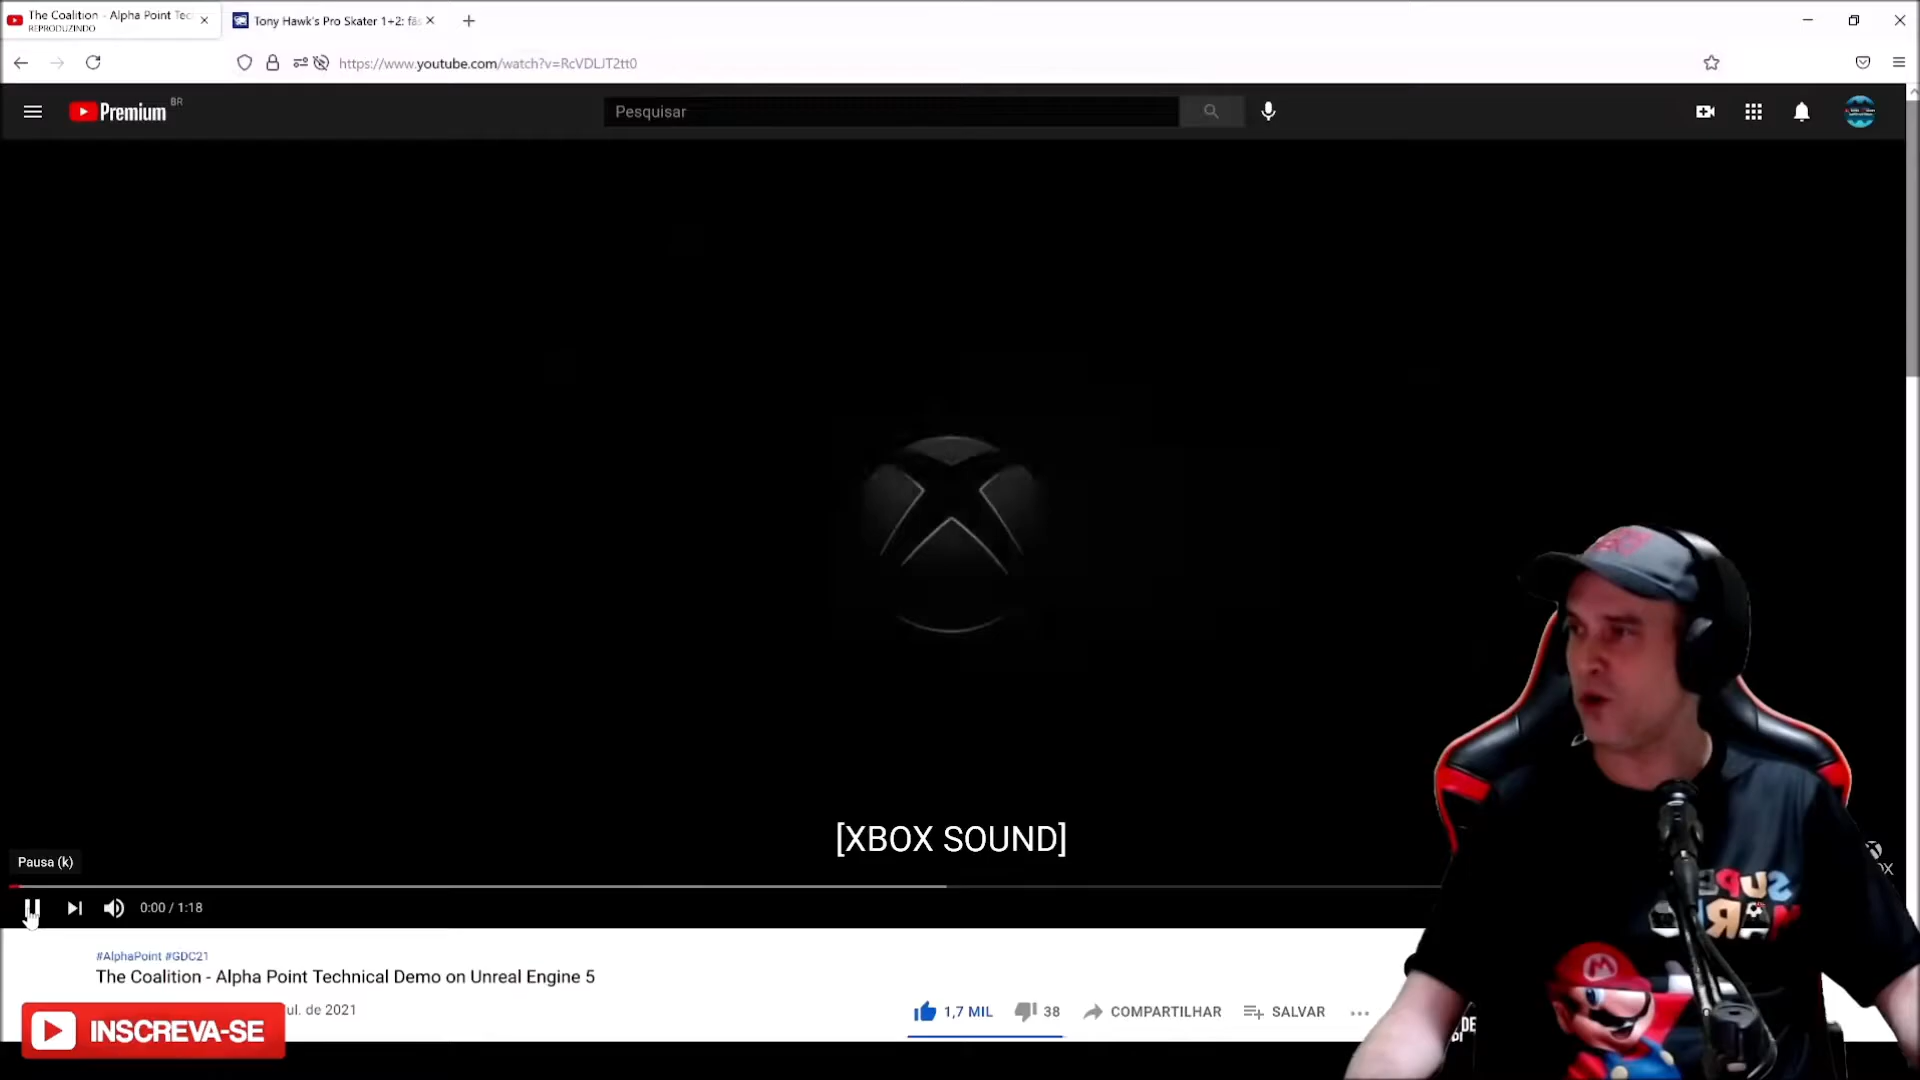 The Coalition - Alpha Point Tec
REPRODUZINDO
Tony Hawk's Pro Skater 1+2: fãs
https://www.youtube.com/watch?v=RcVDLJT2tt0
Premium BR
Pesquisar
[XBOX SOUND]
Pausa (k)
0:00 / 1:18
#AlphaPoint #GDC21
The Coalition - Alpha Point Technical Demo on Unreal Engine 5
ul. de 2021
1,7 MIL
38
COMPARTILHAR
SALVAR
INSCREVA-SE
SUPER